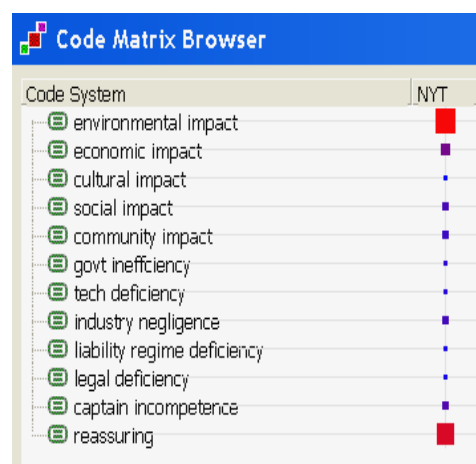 Code Matrix Browser
Code System NYT
environmental impact
economic impact
cultural impact
social impact
community impact
govt ineffciency
tech deficiency
industry negligence
liability regime deficiency
legal deficiency
captain incompetence
reassuring